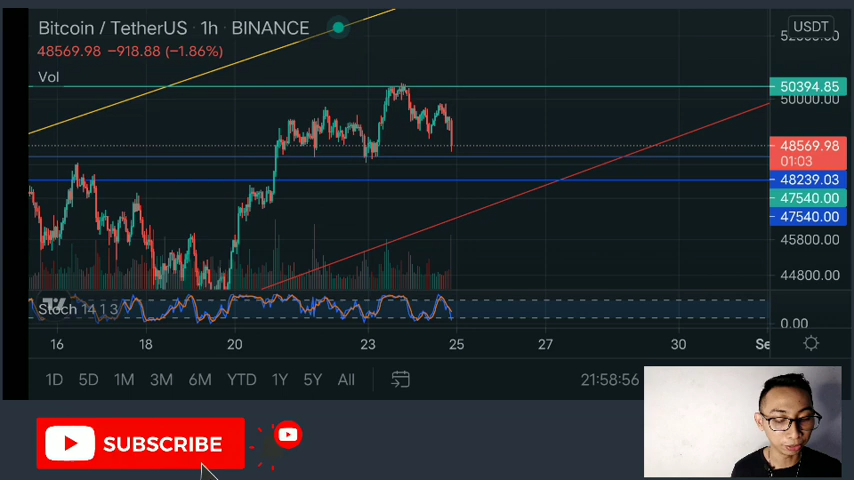 Bitcoin / TetherUS · 1h · BINANCE
USDT
48569.98 −918.88 (−1.86%)
Vol
50394.85
50000.00
48569.98
01:03
48239.03
47540.00
47540.00
45800.00
44800.00
Stoch 14 1 3
0.00
16 18 20 23 25 27 30 Se
1D 5D 1M 3M 6M YTD 1Y 5Y All
21:58:56
SUBSCRIBE